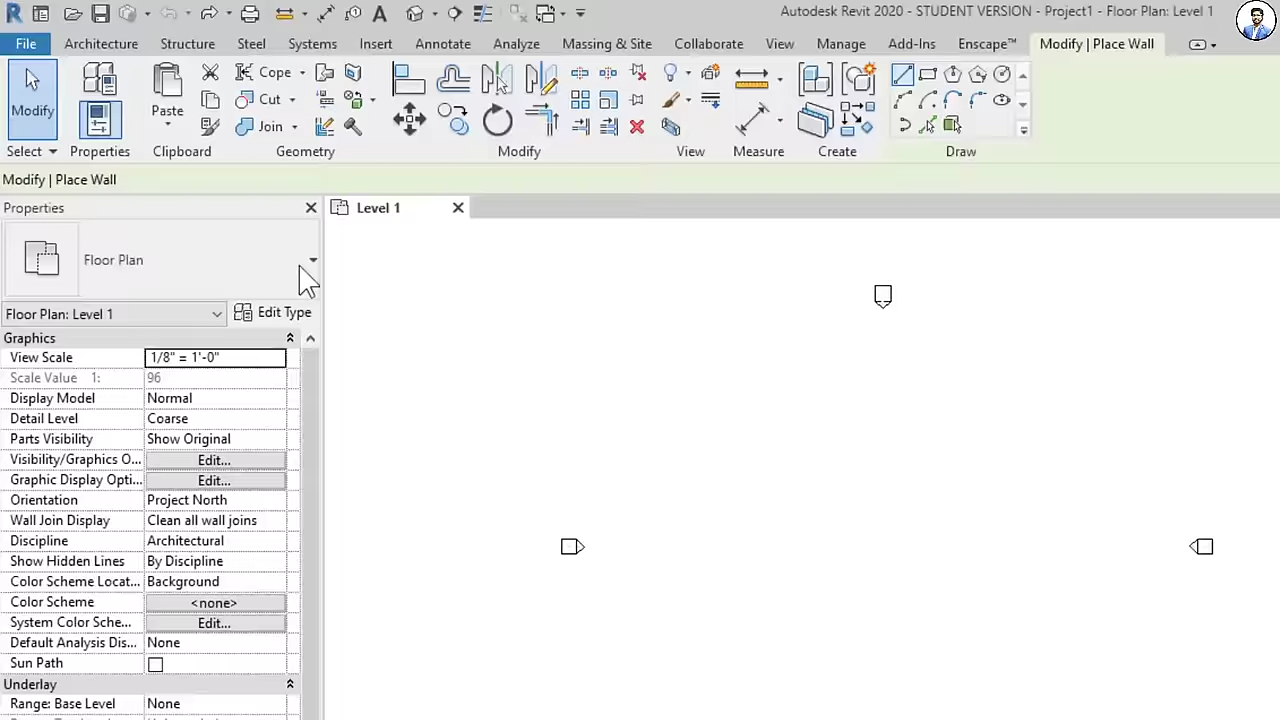 Autodesk Revit 2020 - STUDENT VERSION - Project1 - Floor Plan: Level 1
File Architecture Structure Steel Systems Insert Annotate Analyze Massing & Site Collaborate View Manage Add-Ins Enscape™ Modify | Place Wall
Cope
Modify Paste Cut
Join
Select Properties Clipboard Geometry Modify View Measure Create Draw
Modify | Place Wall
Properties Level 1
Floor Plan
Floor Plan: Level 1 Edit Type
Graphics
View Scale 1/8" = 1'-0"
Scale Value 1: 96
Display Model Normal
Detail Level Coarse
Parts Visibility Show Original
Visibility/Graphics O... Edit...
Graphic Display Opti... Edit...
Orientation Project North
Wall Join Display Clean all wall joins
Discipline Architectural
Show Hidden Lines By Discipline
Color Scheme Locat... Background
Color Scheme <none>
System Color Sche... Edit...
Default Analysis Dis... None
Sun Path
Underlay
Range: Base Level None